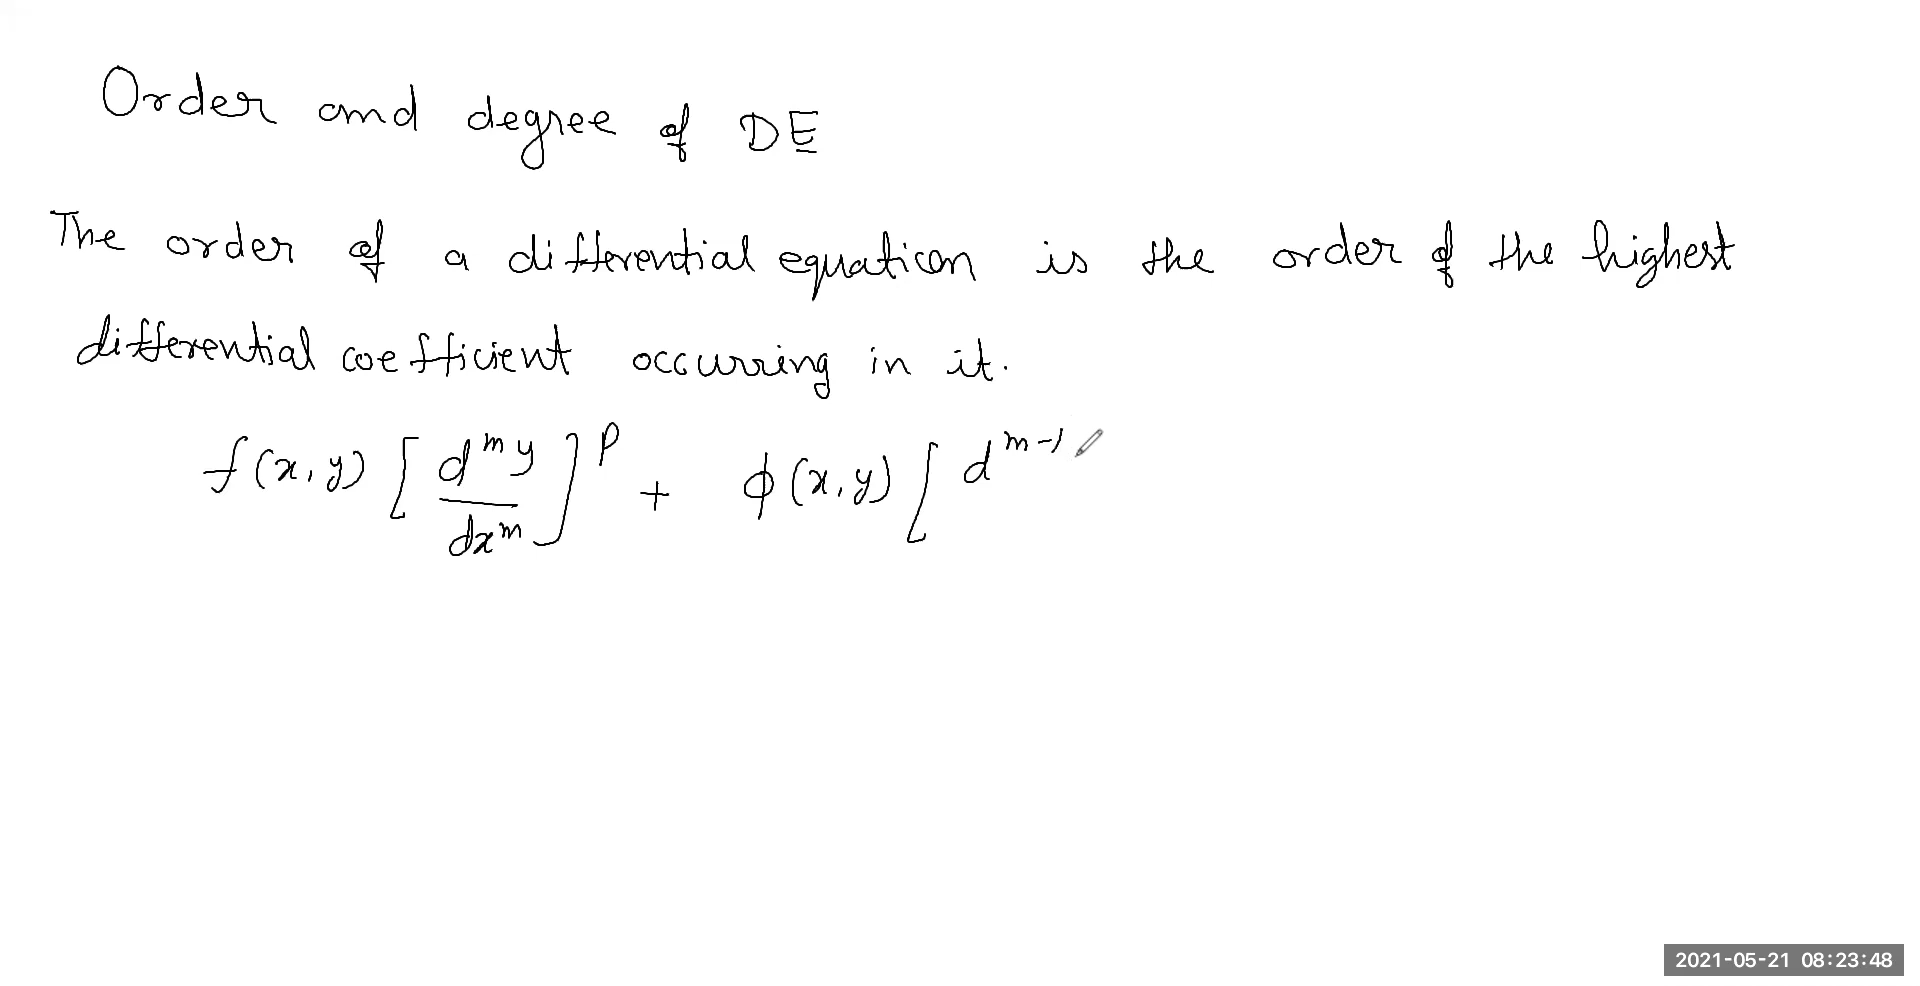 Order and degree of DE
The order of a differential equation is the order of the highest
differential coefficient occurring in it.
f(x,y) [d^m y / dx^m]^p + ϕ(x,y) [d^m-1
2021-05-21 08:23:48